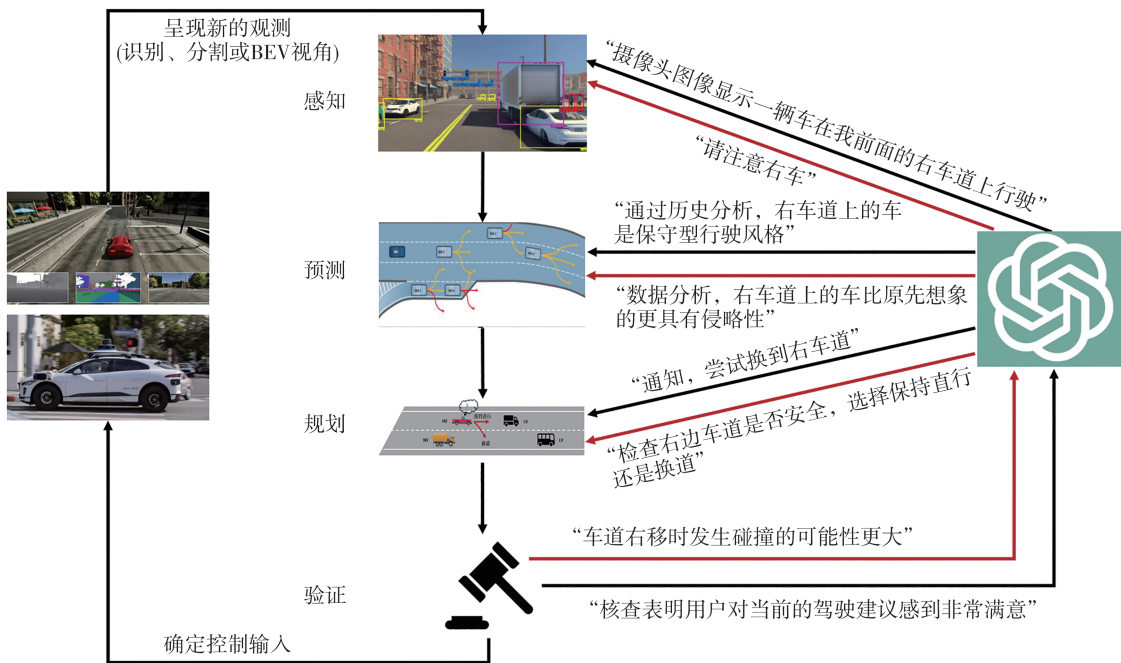 呈现新的观测
(识别、分割或BEV视角)
感知
“摄像头图像显示一辆车在我前面的右车道上行驶”
“请注意右车”
“通过历史分析，右车道上的车
是保守型行驶风格”
预测
“数据分析，右车道上的车比原先想象
的更具有侵略性”
“通知，尝试换到右车道”
规划
保持直行
换道
“检查右边车道是否安全，选择保持直行
还是换道”
“车道右移时发生碰撞的可能性更大”
验证
“核查表明用户对当前的驾驶建议感到非常满意”
确定控制输入